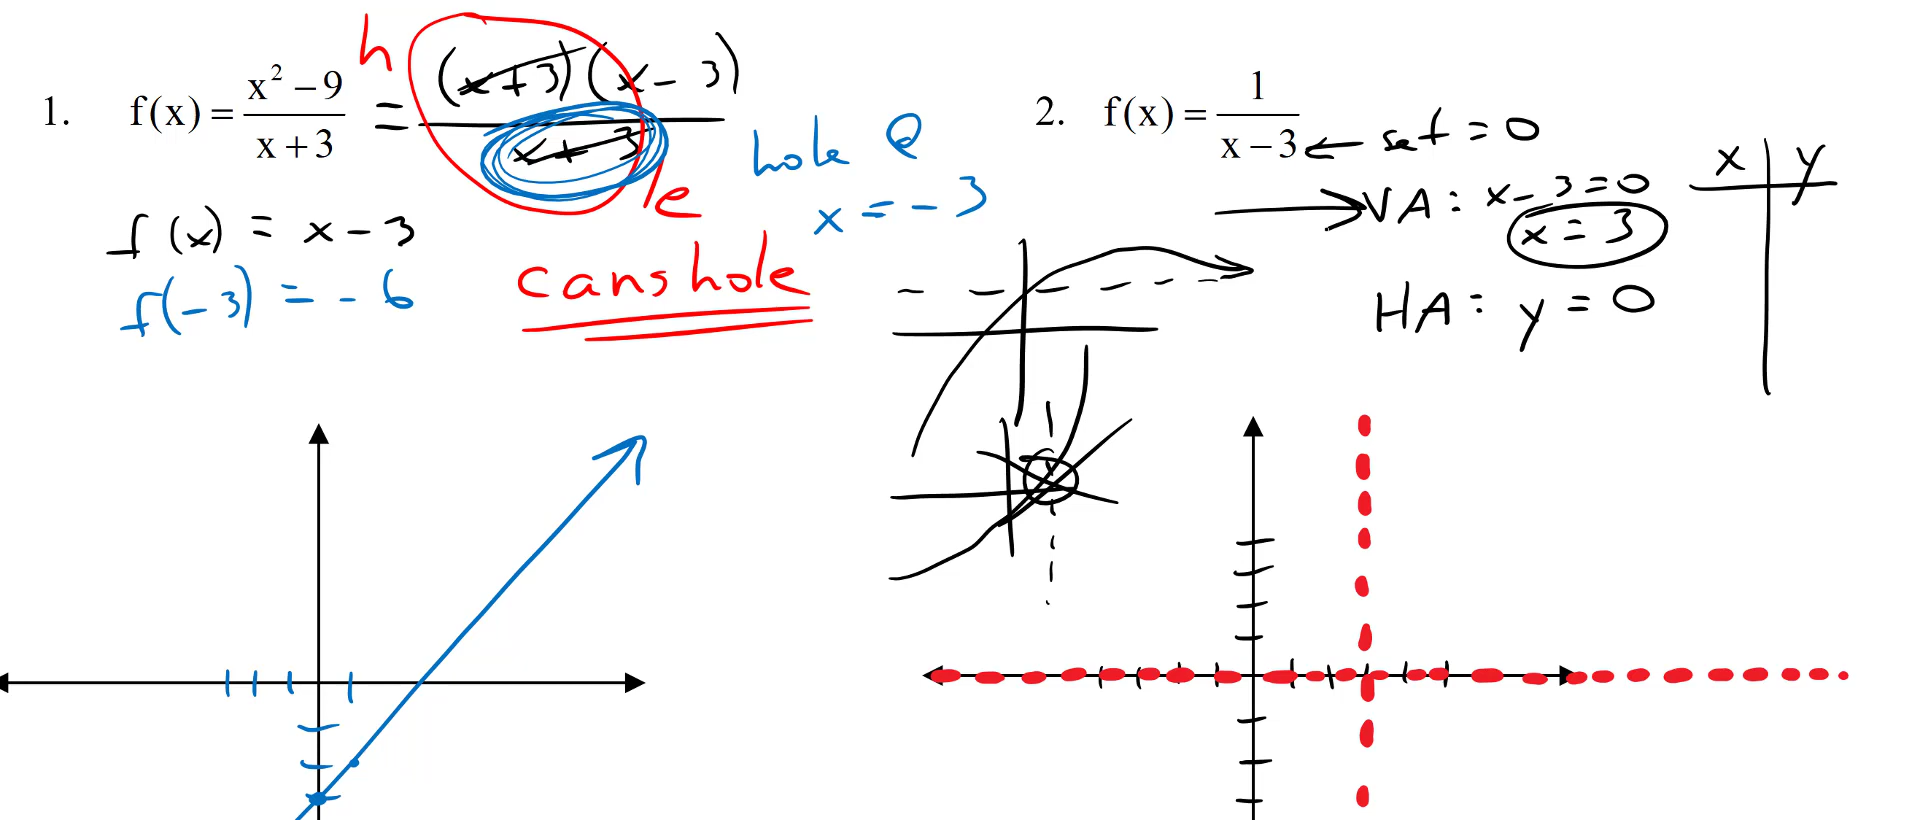 1. f(x) = (x² − 9)/(x + 3) = (x+3)(x−3)/(x+3)
h
le
hole @
x = −3
f(x) = x − 3
f(−3) = −6
cans hole
2. f(x) = 1/(x − 3) ← set = 0
→ VA: x − 3 = 0
x = 3
HA: y = 0
x | y